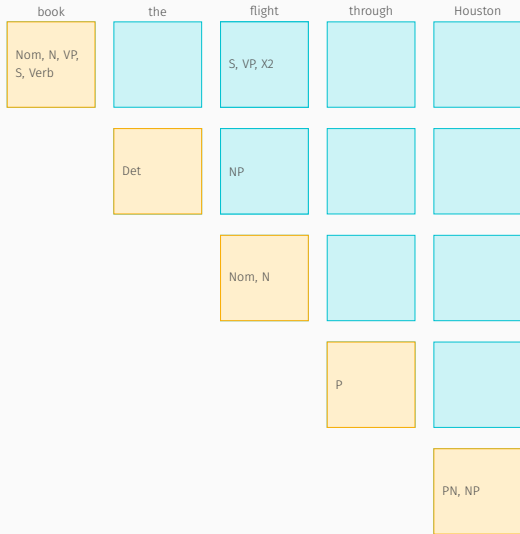 book the flight through Houston
Nom, N, VP,
S, Verb
S, VP, X2
Det
NP
Nom, N
P
PN, NP